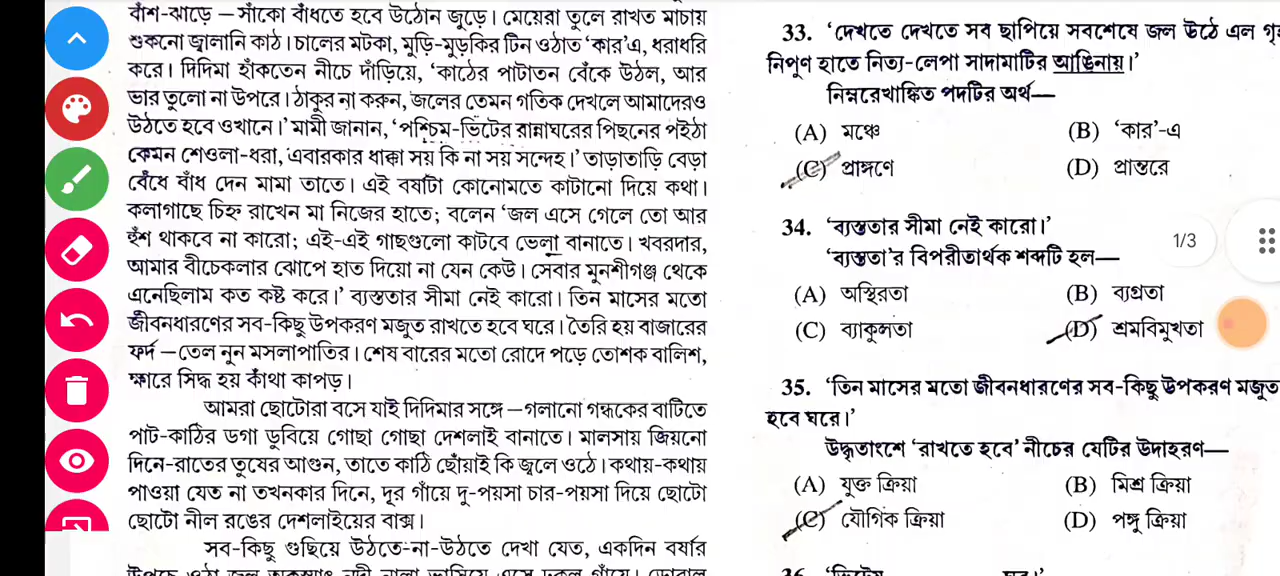 বাঁশ-ঝাড়ে —সাঁকো বাঁধতে হবে উঠোন জুড়ে। মেয়েরা তুলে রাখত মাচায়
শুকনো জ্বালানি কাঠ। চালের মটকা, মুড়ি-মুড়কির টিন ওঠাত ‘কার’এ, ধরাধরি
করে। দিদিমা হাঁকতেন নীচে দাঁড়িয়ে, ‘কাঠের পাটাতন বেঁকে উঠল, আর
ভার তুলো না উপরে। ঠাকুর না করুন, জলের তেমন গতিক দেখলে আমাদেরও
উঠতে হবে ওখানে।’ মামী জানান, ‘পশ্চিম-ভিটের রান্নাঘরের পিছনের পইঠা
কেমন শেওলা-ধরা, এবারকার ধাক্কা সয় কি না সয় সন্দেহ।’ তাড়াতাড়ি বেড়া
বেঁধে বাঁধ দেন মামা তাতে। এই বর্ষাটা কোনোমতে কাটানো দিয়ে কথা।
কলাগাছে চিহ্ন রাখেন মা নিজের হাতে; বলেন ‘জল এসে গেলে তো আর
হুঁশ থাকবে না কারো; এই-এই গাছগুলো কাটবে ভেলা বানাতে। খবরদার,
আমার বীচেকলার ঝোপে হাত দিয়ো না যেন কেউ। সেবার মুনশীগঞ্জ থেকে
এনেছিলাম কত কষ্ট করে।’ ব্যস্ততার সীমা নেই কারো। তিন মাসের মতো
জীবনধারণের সব-কিছু উপকরণ মজুত রাখতে হবে ঘরে। তৈরি হয় বাজারের
ফর্দ —তেল নুন মসলাপাতির। শেষ বারের মতো রোদে পড়ে তোশক বালিশ,
ক্ষারে সিদ্ধ হয় কাঁথা কাপড়।
আমরা ছোটোরা বসে যাই দিদিমার সঙ্গে —গলানো গন্ধকের বাটিতে
পাট-কাঠির ডগা ডুবিয়ে গোছা গোছা দেশলাই বানাতে। মালসায় জিয়নো
দিনে-রাতের তুষের আগুন, তাতে কাঠি ছোঁয়াই কি জ্বলে ওঠে। কথায়-কথায়
পাওয়া যেত না তখনকার দিনে, দূর গাঁয়ে দু-পয়সা চার-পয়সা দিয়ে ছোটো
ছোটো নীল রঙের দেশলাইয়ের বাক্স।
সব-কিছু গুছিয়ে উঠতে-না-উঠতে দেখা যেত, একদিন বর্ষার
33. ‘দেখতে দেখতে সব ছাপিয়ে সবশেষে জল উঠে এল
নিপুণ হাতে নিত্য-লেপা সাদামাটির আঙিনায়।’
নিম্নরেখাঙ্কিত পদটির অর্থ—
(A) মঞ্চে
(B) ‘কার’-এ
(C) প্রাঙ্গণে
(D) প্রান্তরে
34. ‘ব্যস্ততার সীমা নেই কারো।’
‘ব্যস্ততা’র বিপরীতার্থক শব্দটি হল—
(A) অস্থিরতা
(B) ব্যগ্রতা
(C) ব্যাকুলতা
(D) শ্রমবিমুখতা
1/3
35. ‘তিন মাসের মতো জীবনধারণের সব-কিছু উপকরণ মজুত
হবে ঘরে।’
উদ্ধৃতাংশে ‘রাখতে হবে’ নীচের যেটির উদাহরণ—
(A) যুক্ত ক্রিয়া
(B) মিশ্র ক্রিয়া
(C) যৌগিক ক্রিয়া
(D) পঙ্গু ক্রিয়া